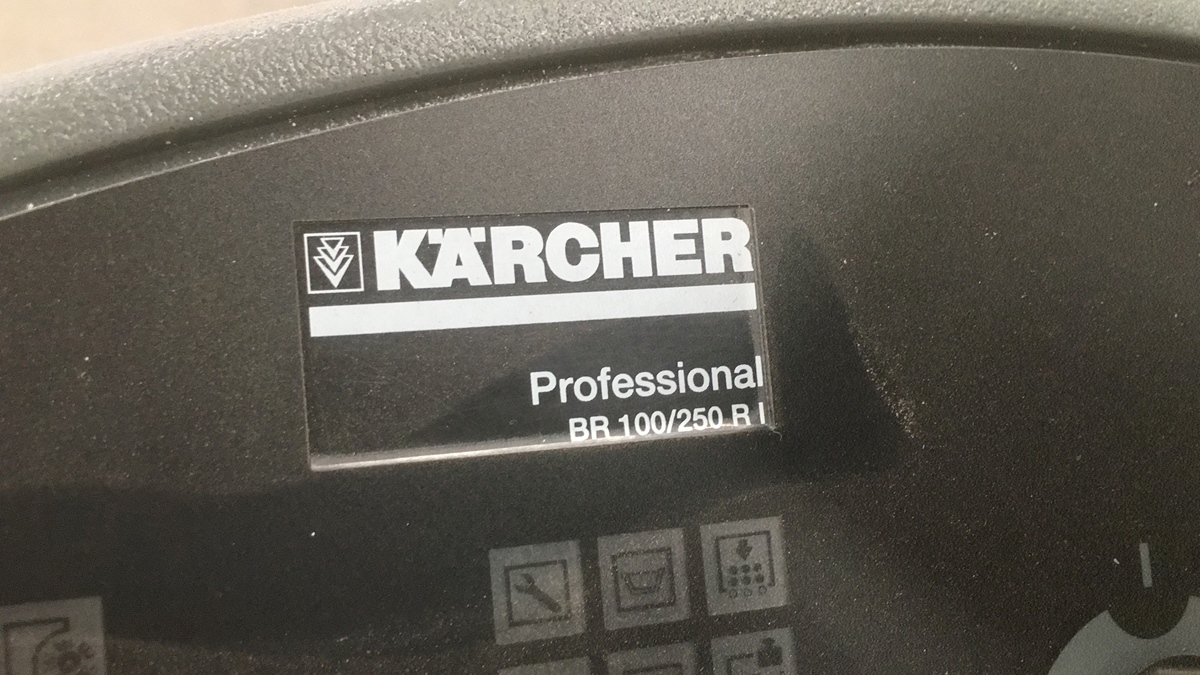 KÄRCHER
Professional
BR 100/250 R I